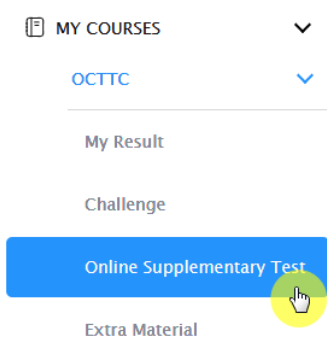 MY COURSES
OCTTC
My Result
Challenge
Online Supplementary Test
Extra Material